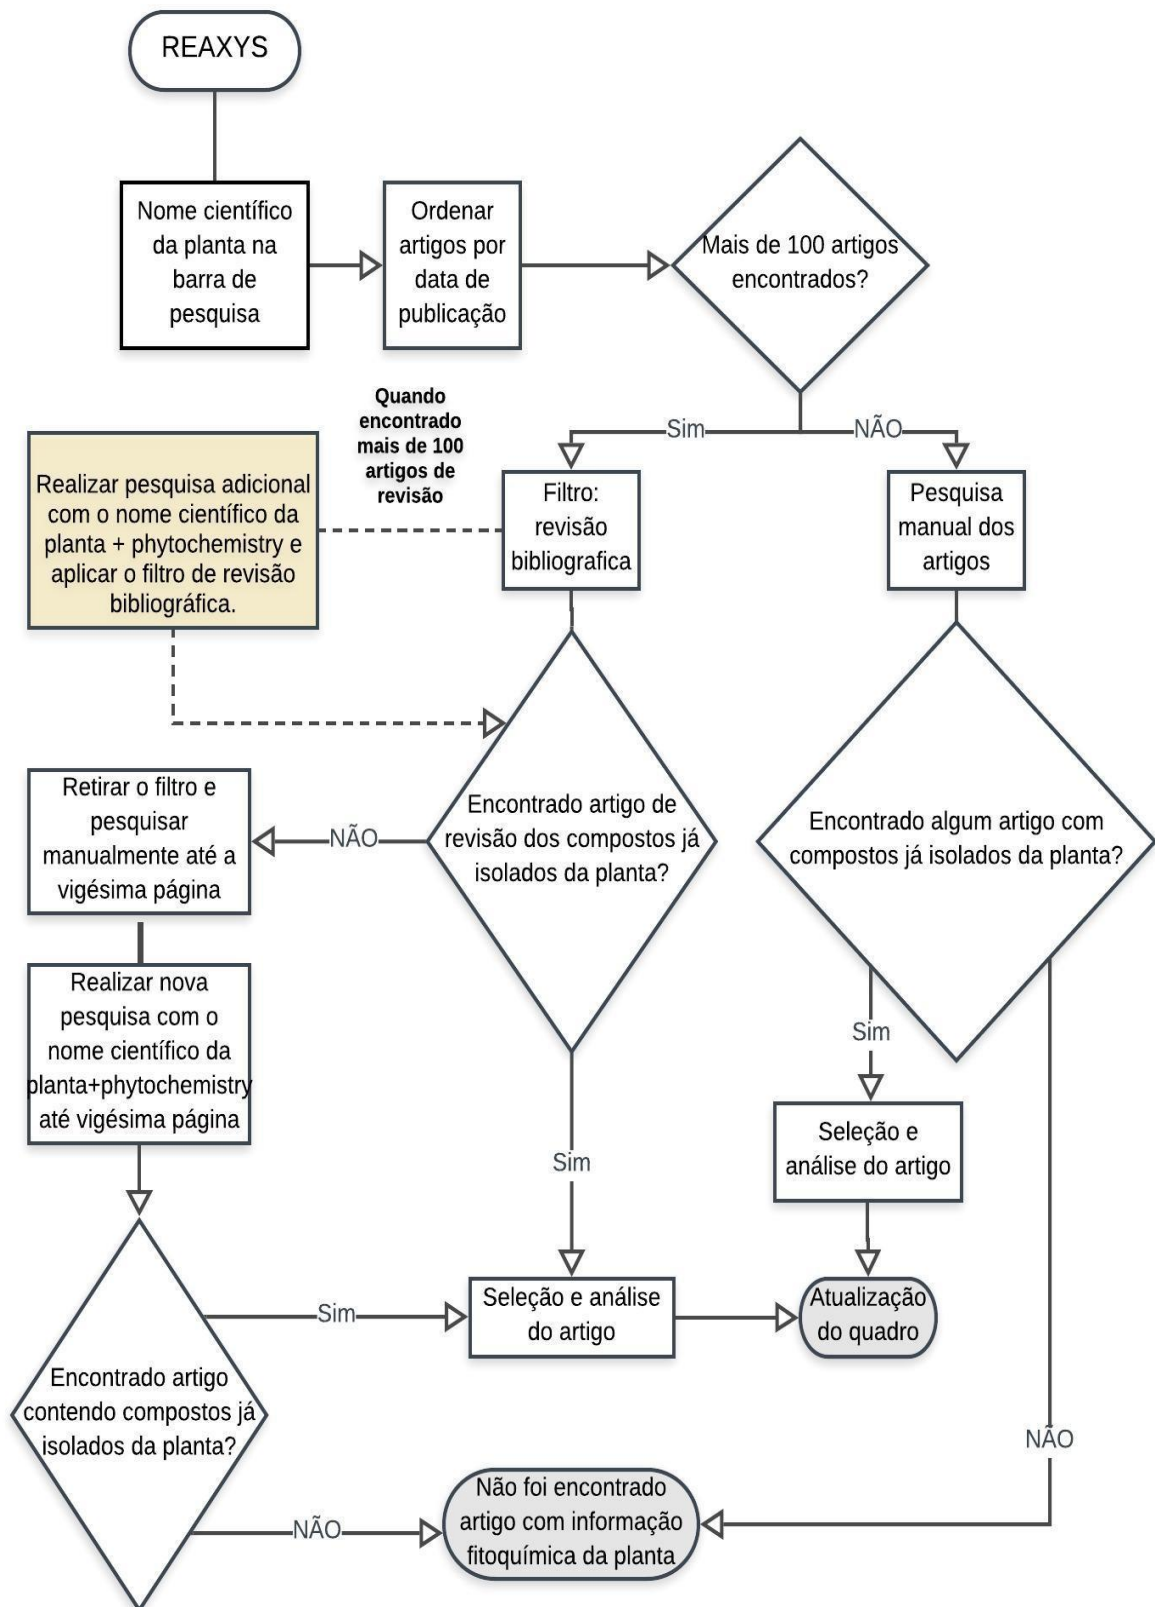 REAXYS
Nome científico
da planta na
barra de
pesquisa
Ordenar
artigos por
data de
publicação
Mais de 100 artigos
encontrados?
Sim
NÃO
Quando
encontrado
mais de 100
artigos de
revisão
Realizar pesquisa adicional
com o nome científico da
planta + phytochemistry e
aplicar o filtro de revisão
bibliográfica.
Filtro:
revisão
bibliografica
Pesquisa
manual dos
artigos
Encontrado artigo de
revisão dos compostos já
isolados da planta?
Encontrado algum artigo com
compostos já isolados da planta?
NÃO
Retirar o filtro e
pesquisar
manualmente até a
vigésima página
Realizar nova
pesquisa com o
nome científico da
planta+phytochemistry
até vigésima página
Sim
Sim
Seleção e
análise do artigo
Sim
Seleção e análise
do artigo
Atualização
do quadro
Encontrado artigo
contendo compostos já
isolados da planta?
NÃO
NÃO
Não foi encontrado
artigo com informação
fitoquímica da planta